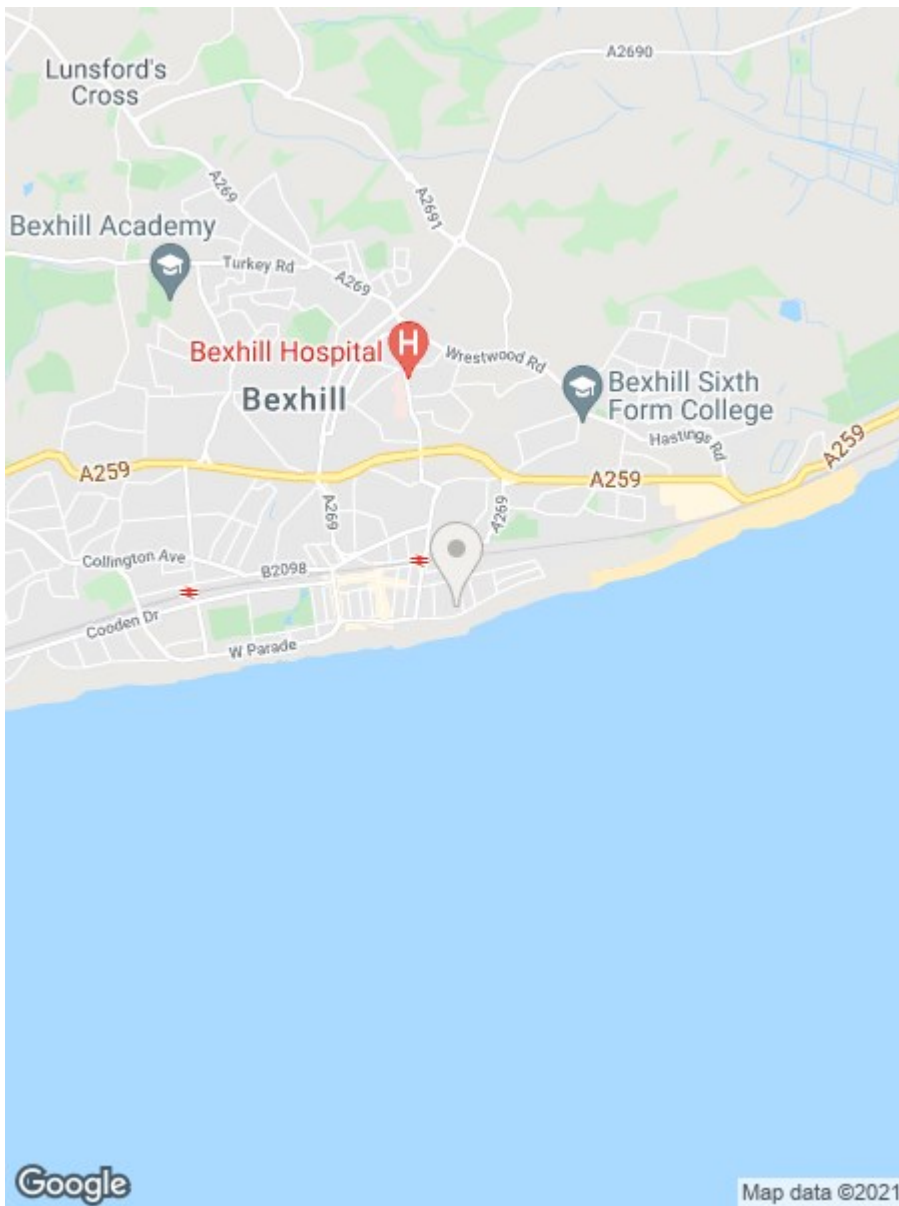 A2690
Lunsford's
Cross
A269
A2691
Bexhill Academy
Turkey Rd
A269
Bexhill Hospital
H
Wrestwood Rd
Bexhill
Bexhill Sixth
Form College
Hastings Rd
A259
A259
A259
A269
A269
Collington Ave
B2098
Cooden Dr
W Parade
Google
Map data ©2021